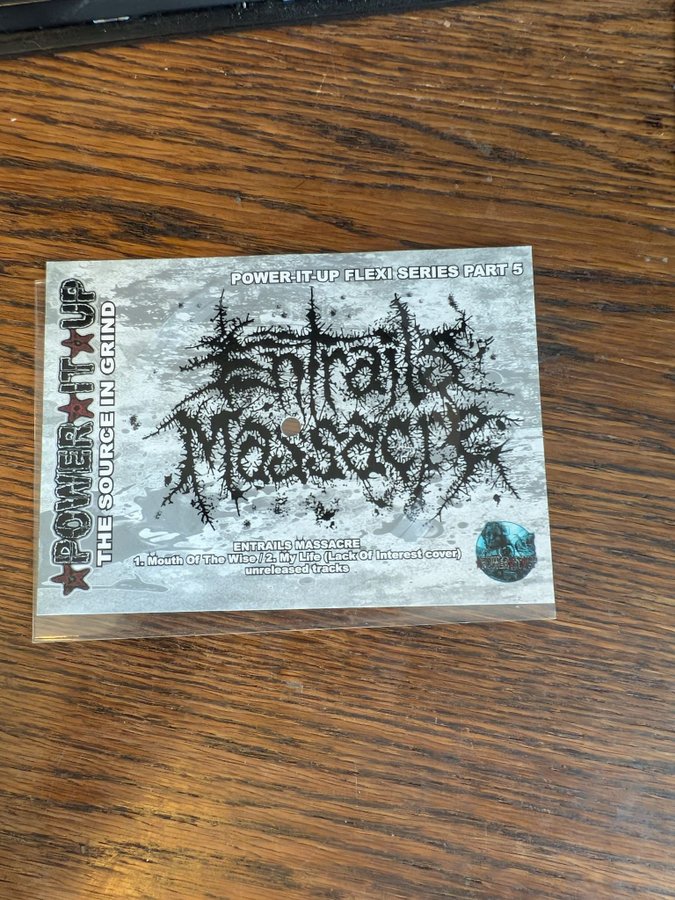 POWER-IT-UP FLEXI SERIES PART 5
POWER IT UP
THE SOURCE IN GRIND
Entrails
Massacre
ENTRAILS MASSACRE
1. Mouth Of The Wise / 2. My Life (Lack Of Interest cover)
unreleased tracks